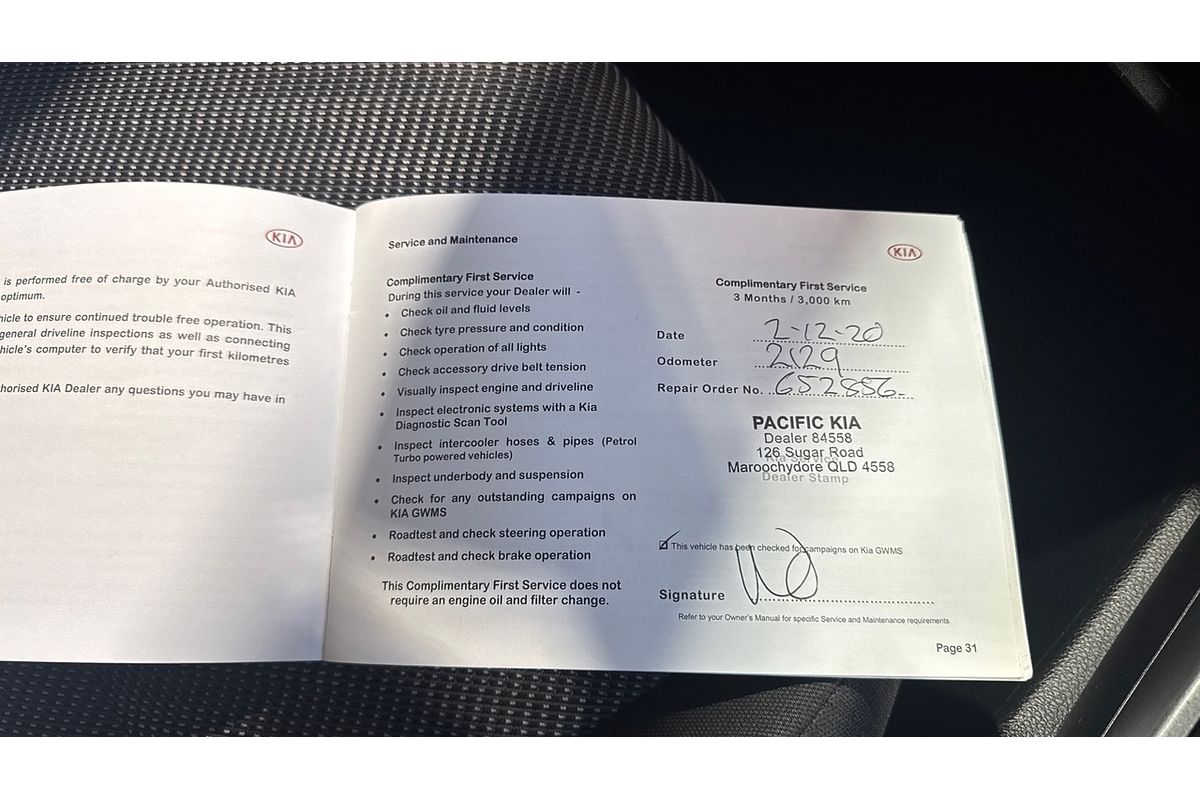 KIA
is performed free of charge by your Authorised KIA
optimum.
hicle to ensure continued trouble free operation. This
general driveline inspections as well as connecting
hicle's computer to verify that your first kilometres
horised KIA Dealer any questions you may have in
Service and Maintenance
KIA
Complimentary First Service
During this service your Dealer will -
• Check oil and fluid levels
• Check tyre pressure and condition
• Check operation of all lights
• Check accessory drive belt tension
• Visually inspect engine and driveline
• Inspect electronic systems with a Kia
Diagnostic Scan Tool
• Inspect intercooler hoses & pipes (Petrol
Turbo powered vehicles)
• Inspect underbody and suspension
• Check for any outstanding campaigns on
KIA GWMS
• Roadtest and check steering operation
• Roadtest and check brake operation
This Complimentary First Service does not
require an engine oil and filter change.
Complimentary First Service
3 Months / 3,000 km
Date 2-12-20
Odometer 2129
Repair Order No. 652886
PACIFIC KIA
Dealer 84558
126 Sugar Road
Kia Service
Maroochydore QLD 4558
Dealer Stamp
This vehicle has been checked for campaigns on Kia GWMS
Signature
Refer to your Owner's Manual for specific Service and Maintenance requirements
Page 31